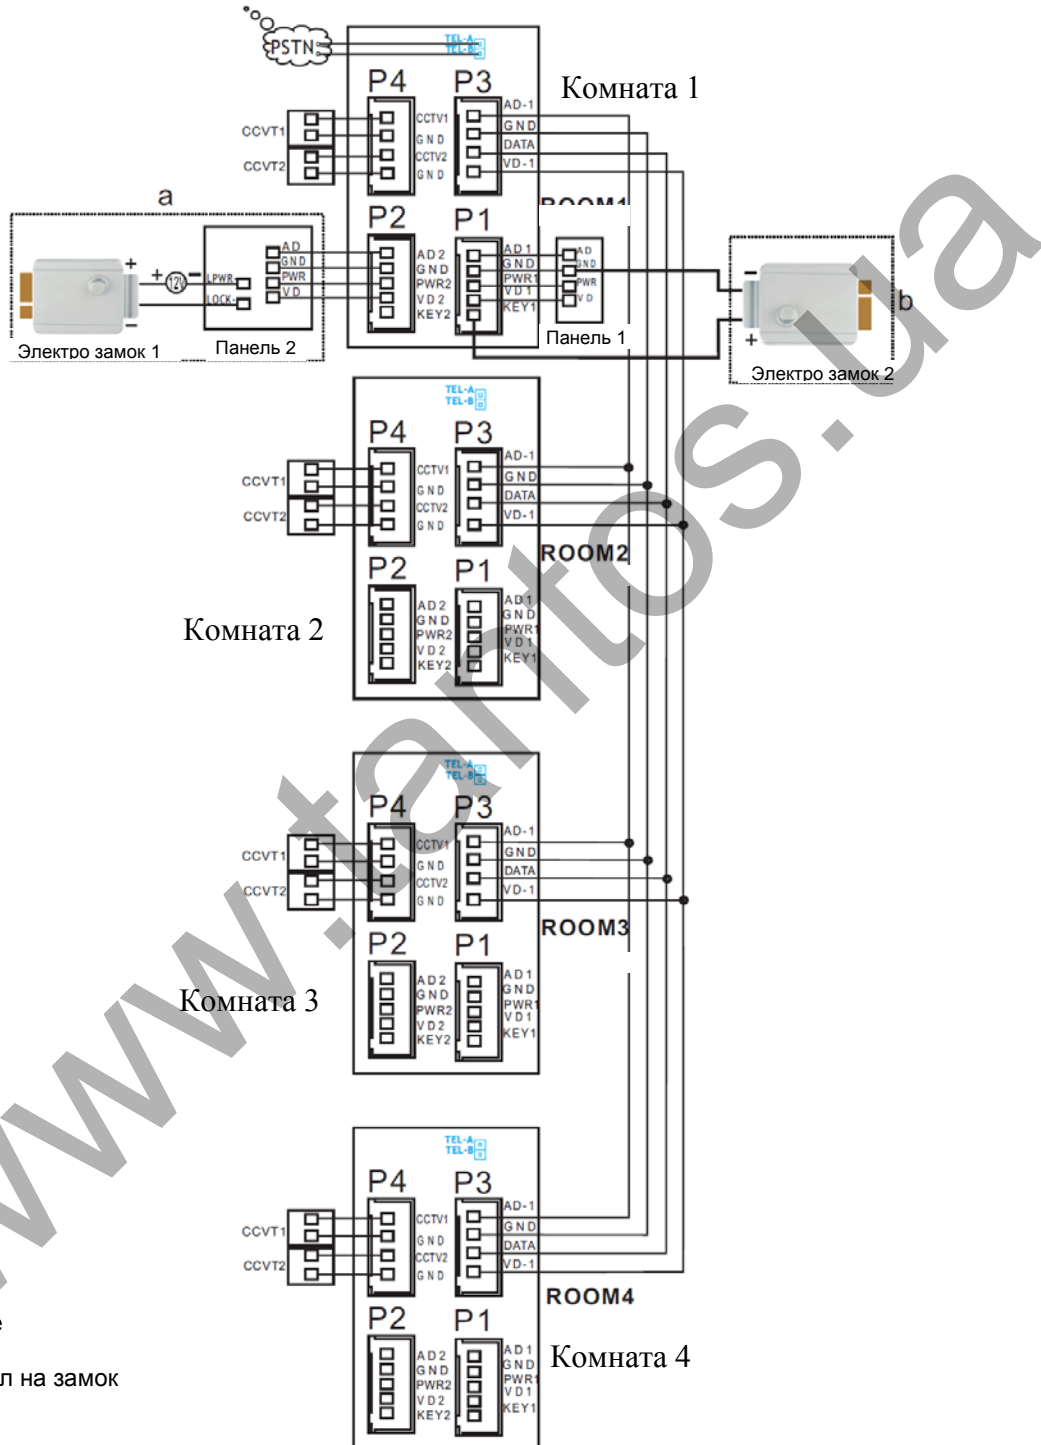 PSTN
TEL-A
TEL-B
P4
P3
Комната 1
CCVT1
CCVT2
CCTV1
GND
CCTV2
GND
AD-1
GND
DATA
VD-1
ROOM1
a
P2
P1
+
-
+
12V
-
LPWR
LOCK-
AD
GND
PWR
VD
AD2
GND
PWR2
VD2
KEY2
AD1
GND
PWR1
VD1
KEY1
AD
GND
PWR
VD
-
+
b
Электро замок 1
Панель 2
Панель 1
Электро замок 2
TEL-A
TEL-B
P4
P3
CCVT1
CCVT2
CCTV1
GND
CCTV2
GND
AD-1
GND
DATA
VD-1
ROOM2
P2
P1
Комната 2
AD2
GND
PWR2
VD2
KEY2
AD1
GND
PWR1
VD1
KEY1
TEL-A
TEL-B
P4
P3
CCVT1
CCVT2
CCTV1
GND
CCTV2
GND
AD-1
GND
DATA
VD-1
ROOM3
P2
P1
Комната 3
AD2
GND
PWR2
VD2
KEY2
AD1
GND
PWR1
VD1
KEY1
TEL-A
TEL-B
P4
P3
CCVT1
CCVT2
CCTV1
GND
CCTV2
GND
AD-1
GND
DATA
VD-1
ROOM4
P2
P1
Комната 4
AD2
GND
PWR2
VD2
KEY2
AD1
GND
PWR1
VD1
KEY1
е
л на замок
www.tantos.ua